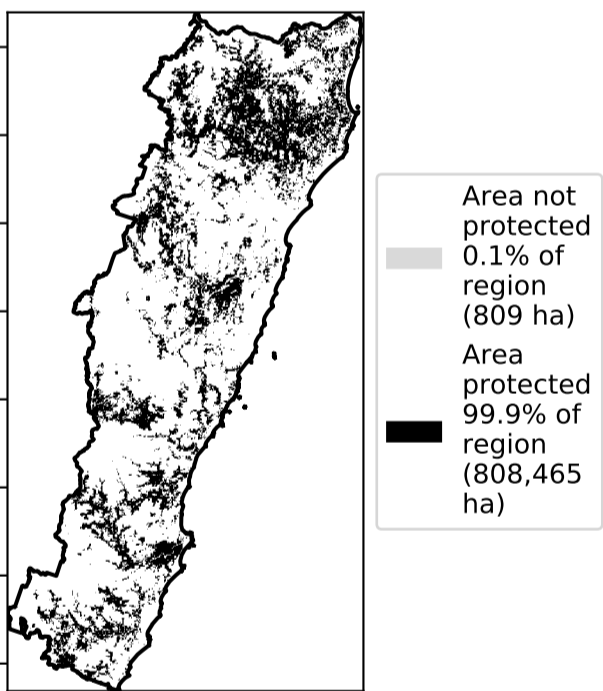 Area not
protected
0.1% of
region
(809 ha)
Area
protected
99.9% of
region
(808,465
ha)